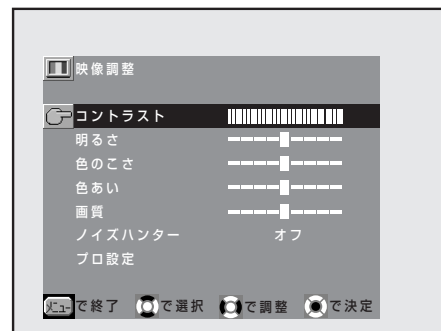 映像調整
コントラスト
明るさ
色のこさ
色あい
画質
ノイズハンター オフ
プロ設定
メニューで終了 で選択 で調整 で決定